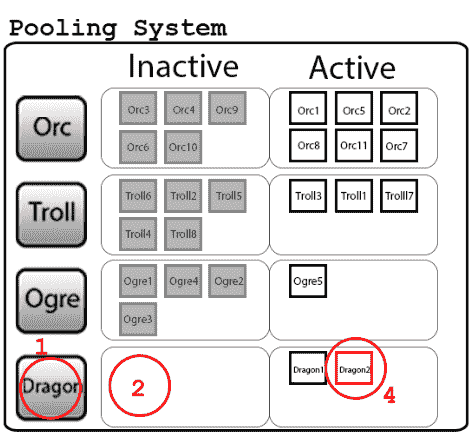 Pooling System
Inactive Active
Orc
Orc3 Orc4 Orc9
Orc6 Orc10
Orc1 Orc5 Orc2
Orc8 Orc11 Orc7
Troll
Troll6 Troll2 Troll5
Troll4 Troll8
Troll3 Troll1 Trolll7
Ogre
Ogre1 Ogre4 Ogre2
Ogre3
Ogre5
1
Dragon
2
Dragon1 Dragon2
4